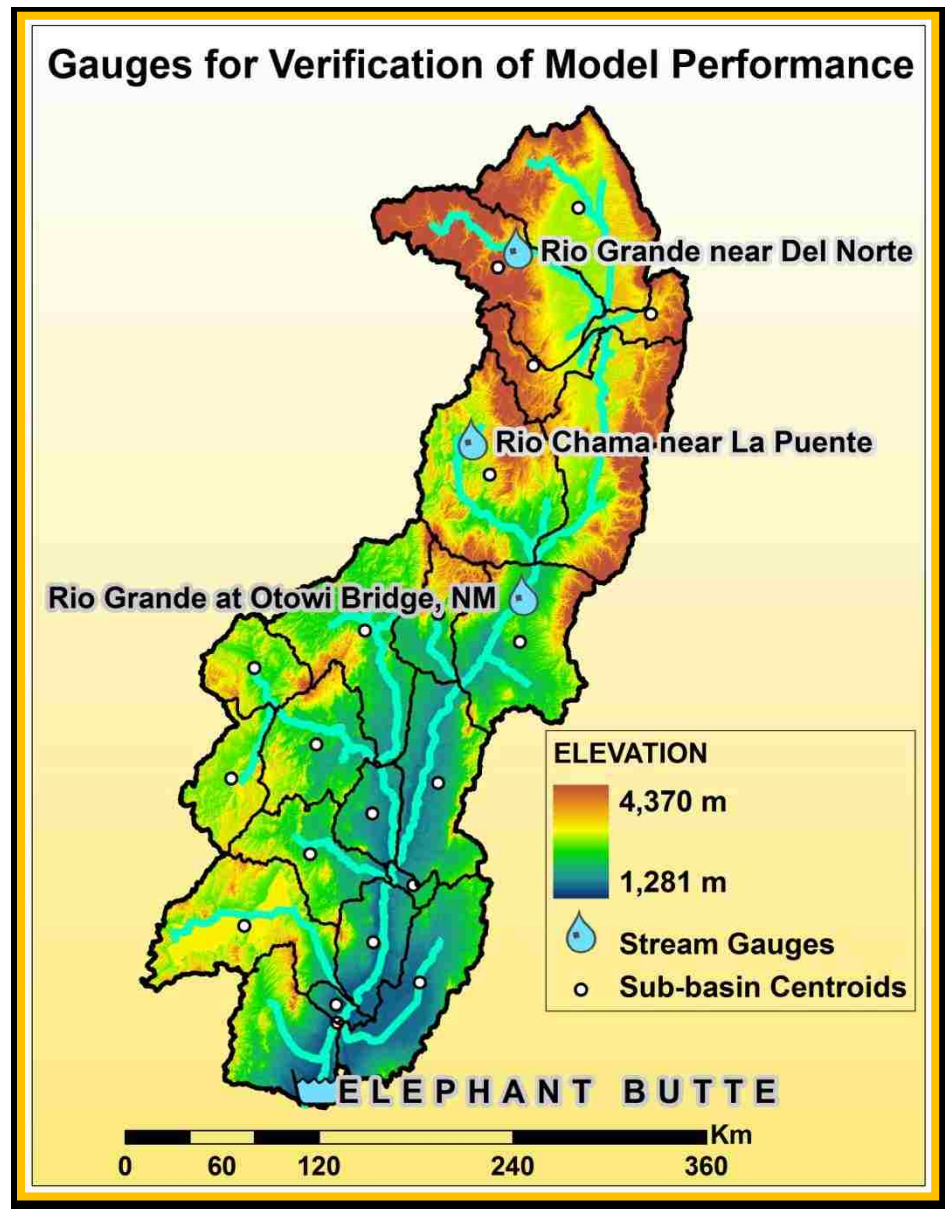 Gauges for Verification of Model Performance
Rio Grande near Del Norte
Rio Chama near La Puente
Rio Grande at Otowi Bridge, NM
ELEVATION
4,370 m
1,281 m
Stream Gauges
Sub-basin Centroids
ELEPHANT BUTTE
Km
0 60 120 240 360